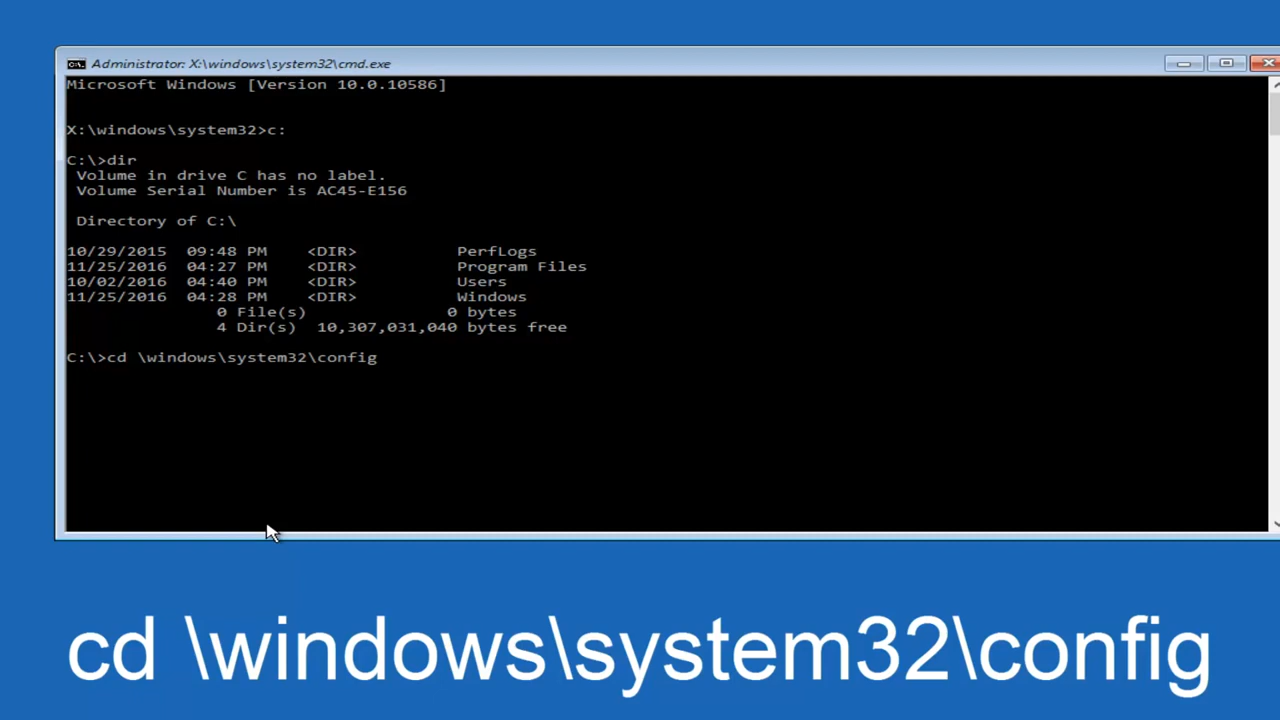 Administrator: X:\windows\system32\cmd.exe
Microsoft Windows [Version 10.0.10586]
X:\windows\system32>c:
C:\>dir
Volume in drive C has no label.
Volume Serial Number is AC45-E156
Directory of C:\
10/29/2015 09:48 PM <DIR> PerfLogs
11/25/2016 04:27 PM <DIR> Program Files
10/02/2016 04:40 PM <DIR> Users
11/25/2016 04:28 PM <DIR> Windows
0 File(s) 0 bytes
4 Dir(s) 10,307,031,040 bytes free
C:\>cd \windows\system32\config
cd \windows\system32\config